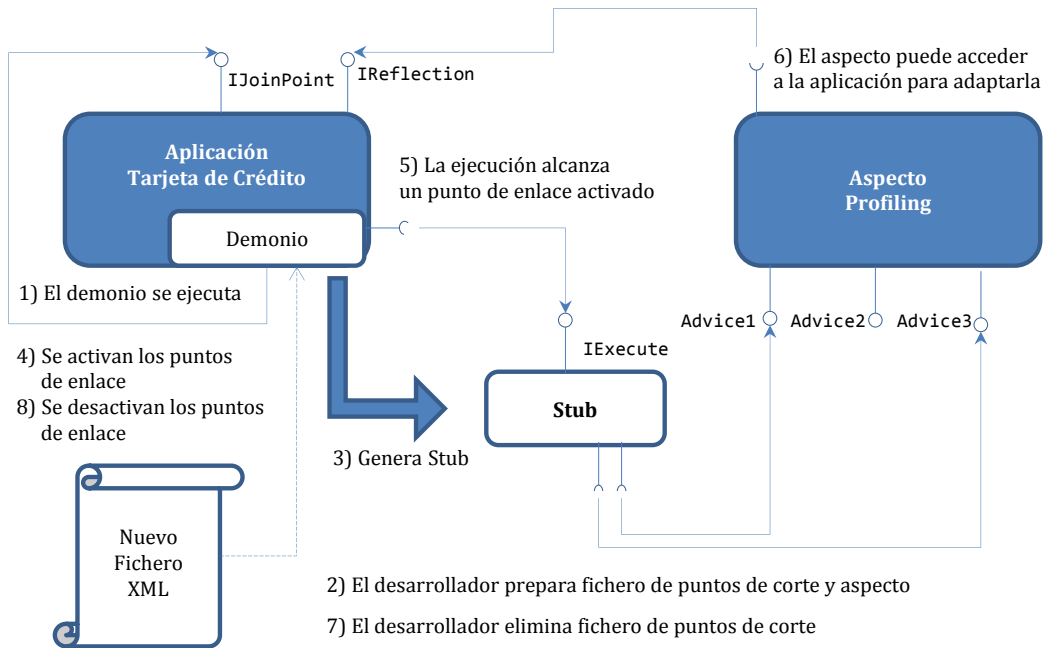 IJoinPoint
IReflection
6) El aspecto puede acceder
a la aplicación para adaptarla
Aplicación
Tarjeta de Crédito
Demonio
5) La ejecución alcanza
un punto de enlace activado
Aspecto
Profiling
1) El demonio se ejecuta
Advice1
Advice2
Advice3
IExecute
4) Se activan los puntos
de enlace
8) Se desactivan los puntos
de enlace
Stub
3) Genera Stub
Nuevo
Fichero
XML
2) El desarrollador prepara fichero de puntos de corte y aspecto
7) El desarrollador elimina fichero de puntos de corte